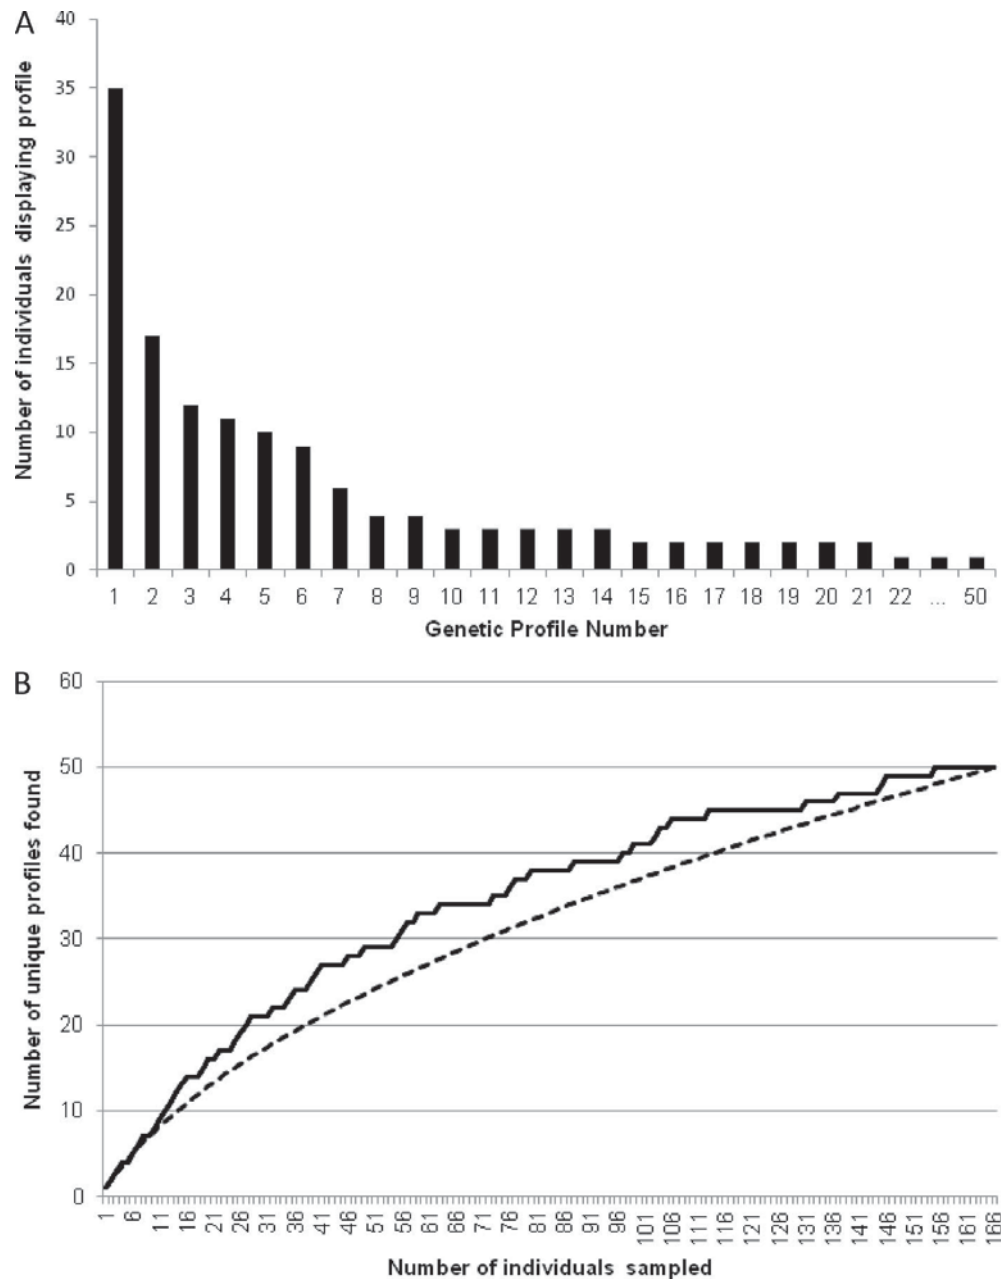 A
Number of individuals displaying profile
40
35
30
25
20
15
10
5
0
1 2 3 4 5 6 7 8 9 10 11 12 13 14 15 16 17 18 19 20 21 22 ... 50
Genetic Profile Number
B
Number of unique profiles found
60
50
40
30
20
10
0
1 6 11 16 21 26 31 36 41 46 51 56 61 66 71 76 81 86 91 96 101 106 111 116 121 126 131 136 141 146 151 156 161 166
Number of individuals sampled